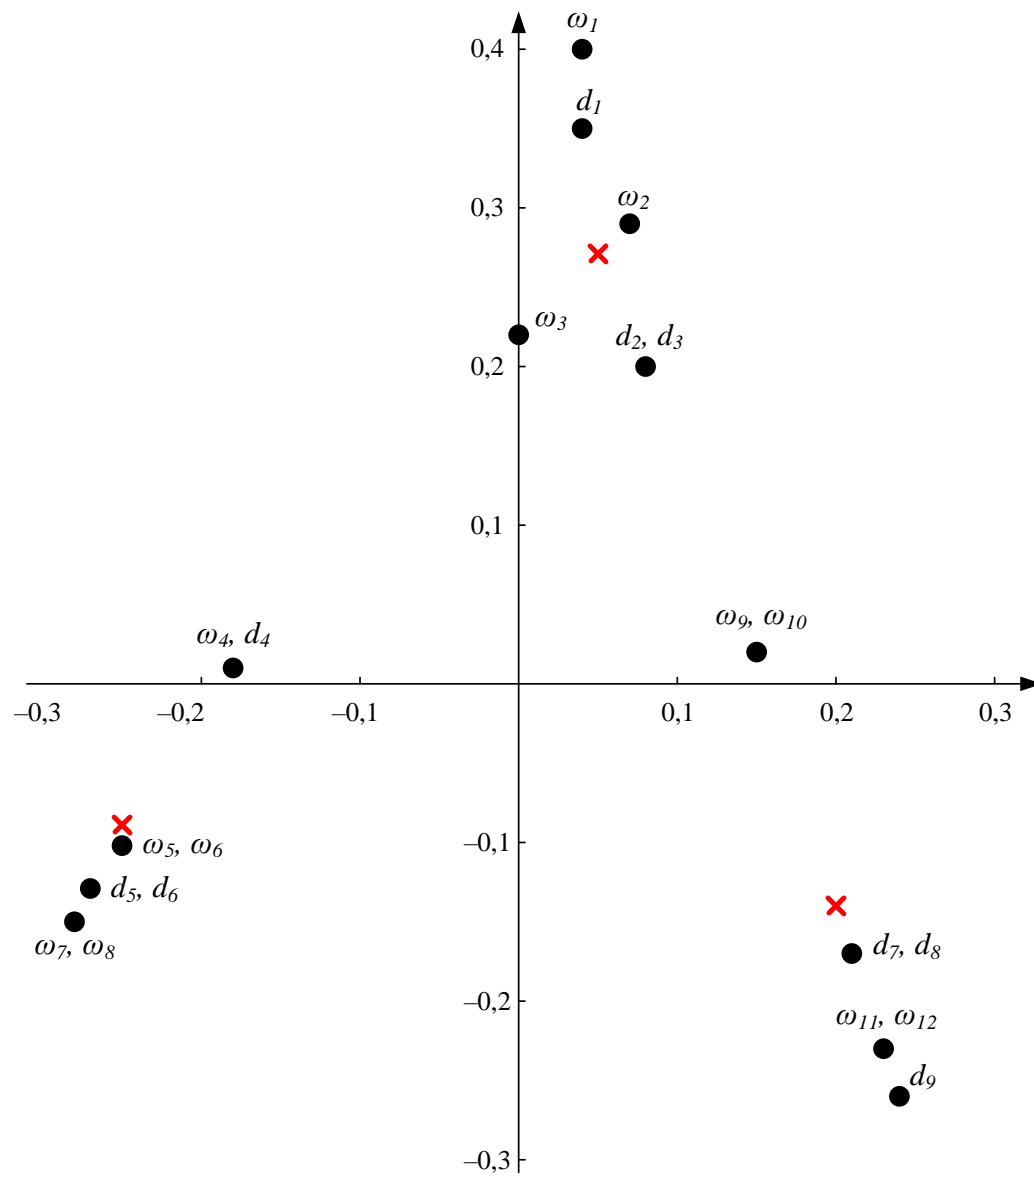 ω1
0,4
d1
0,3
ω2
ω3
d2, d3
0,2
0,1
ω4, d4
ω9, ω10
–0,3 –0,2 –0,1 0,1 0,2 0,3
–0,1
ω5, ω6
d5, d6
ω7, ω8
d7, d8
–0,2
ω11, ω12
d9
–0,3